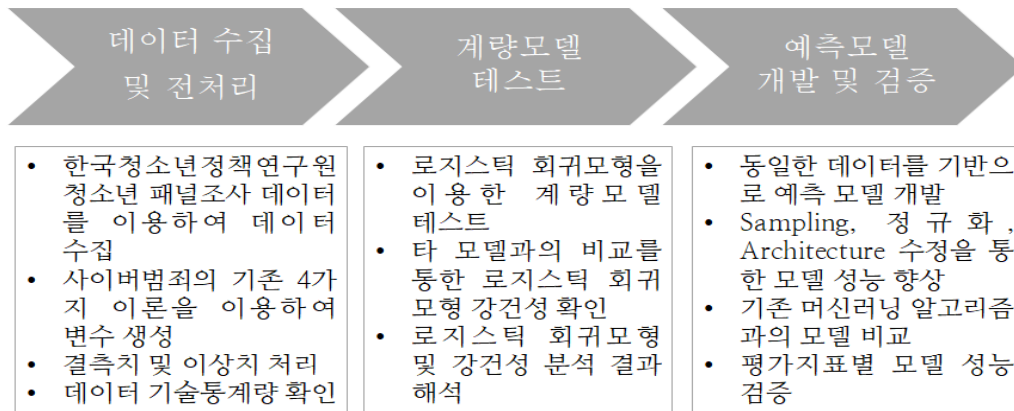 데이터 수집
및 전처리
계량모델
테스트
예측모델
개발 및 검증
• 한국청소년정책연구원
청소년 패널조사 데이터
를 이용하여 데이터
수집
• 사이버범죄의 기존 4가
지 이론을 이용하여
변수 생성
• 결측치 및 이상치 처리
• 데이터 기술통계량 확인
• 로지스틱 회귀모형을
이용한 계량모델
테스트
• 타 모델과의 비교를
통한 로지스틱 회귀
모형 강건성 확인
• 로지스틱 회귀모형
및 강건성 분석 결과
해석
• 동일한 데이터를 기반으
로 예측 모델 개발
• Sampling, 정규화,
Architecture 수정을 통
한 모델 성능 향상
• 기존 머신러닝 알고리즘
과의 모델 비교
• 평가지표별 모델 성능
검증